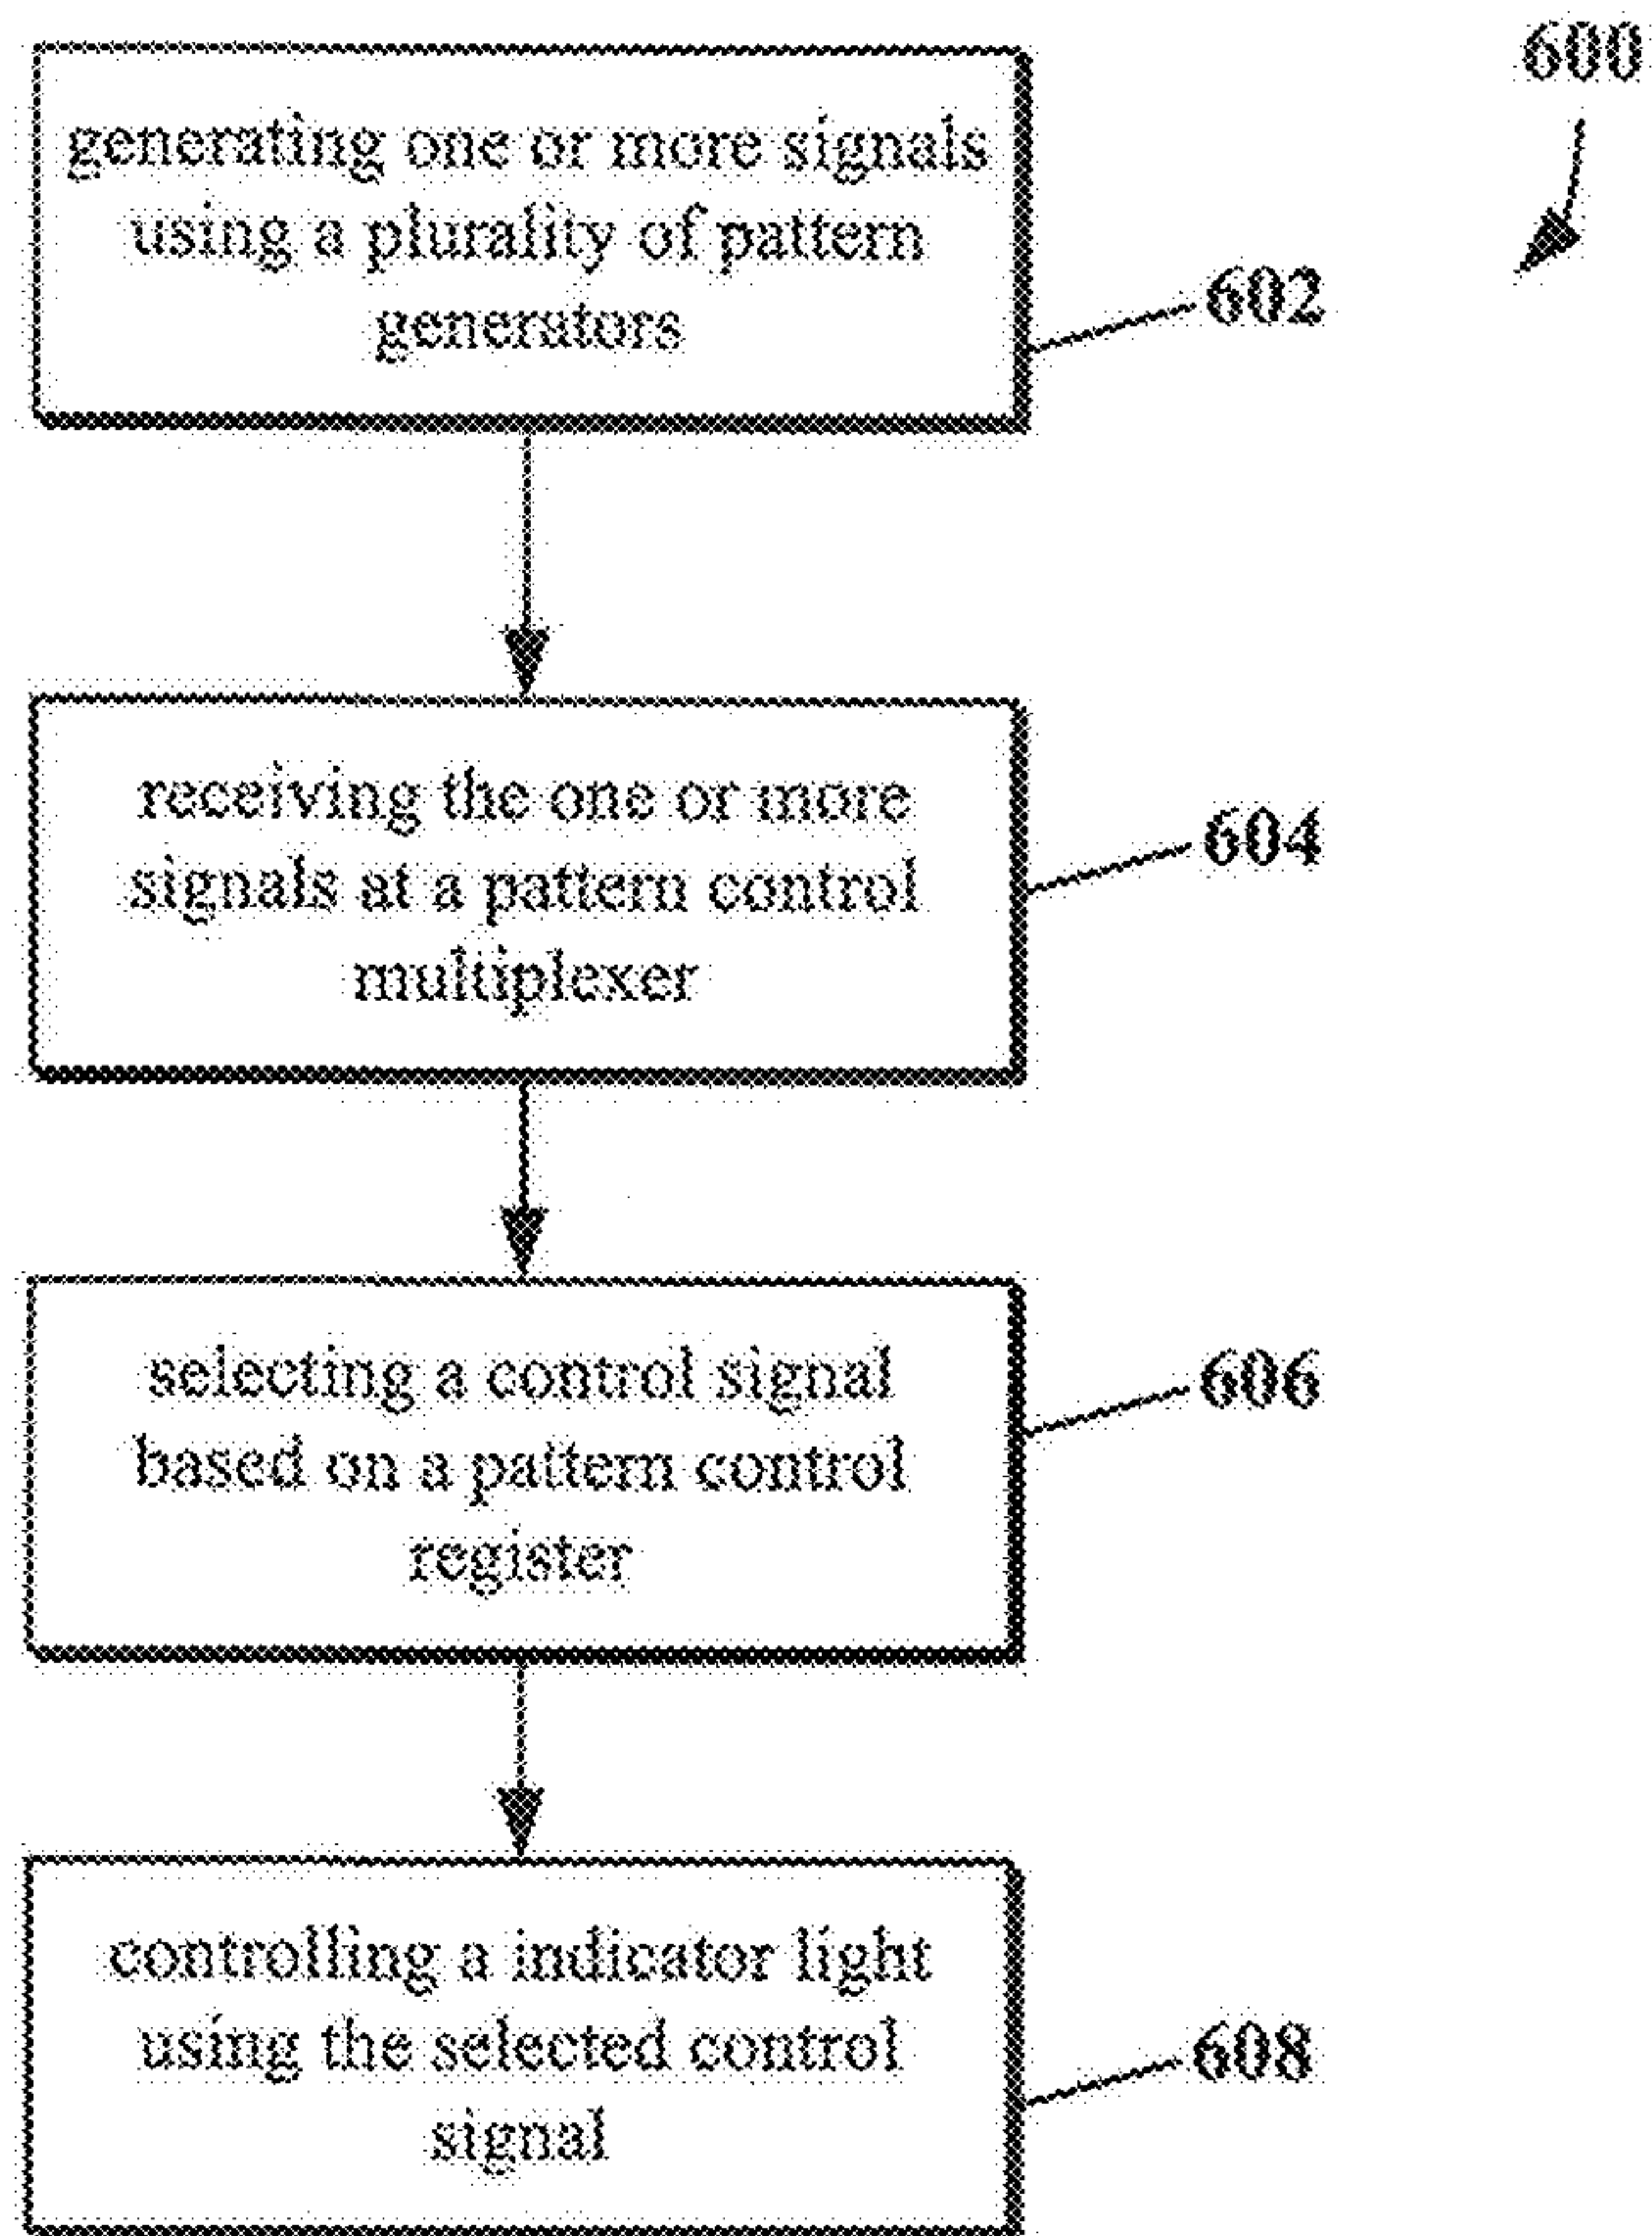 600
generating one or more signals
using a plurality of pattern
generators
602
receiving the one or more
signals at a pattern control
multiplexer
604
selecting a control signal
based on a pattern control
register
606
controlling a indicator light
using the selected control
signal
608